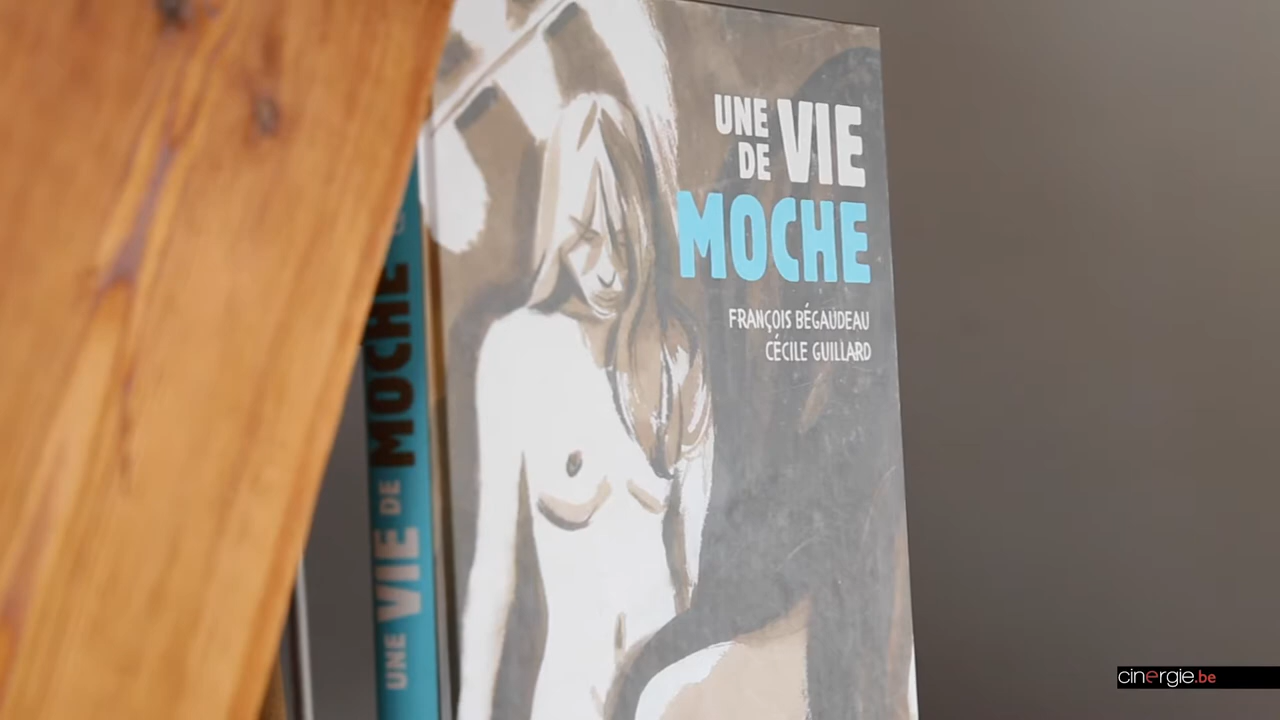 UNE VIE
DE
MOCHE
FRANÇOIS BÉGAUDEAU
CÉCILE GUILLARD
UNE VIE DE MOCHE
cinergie.be